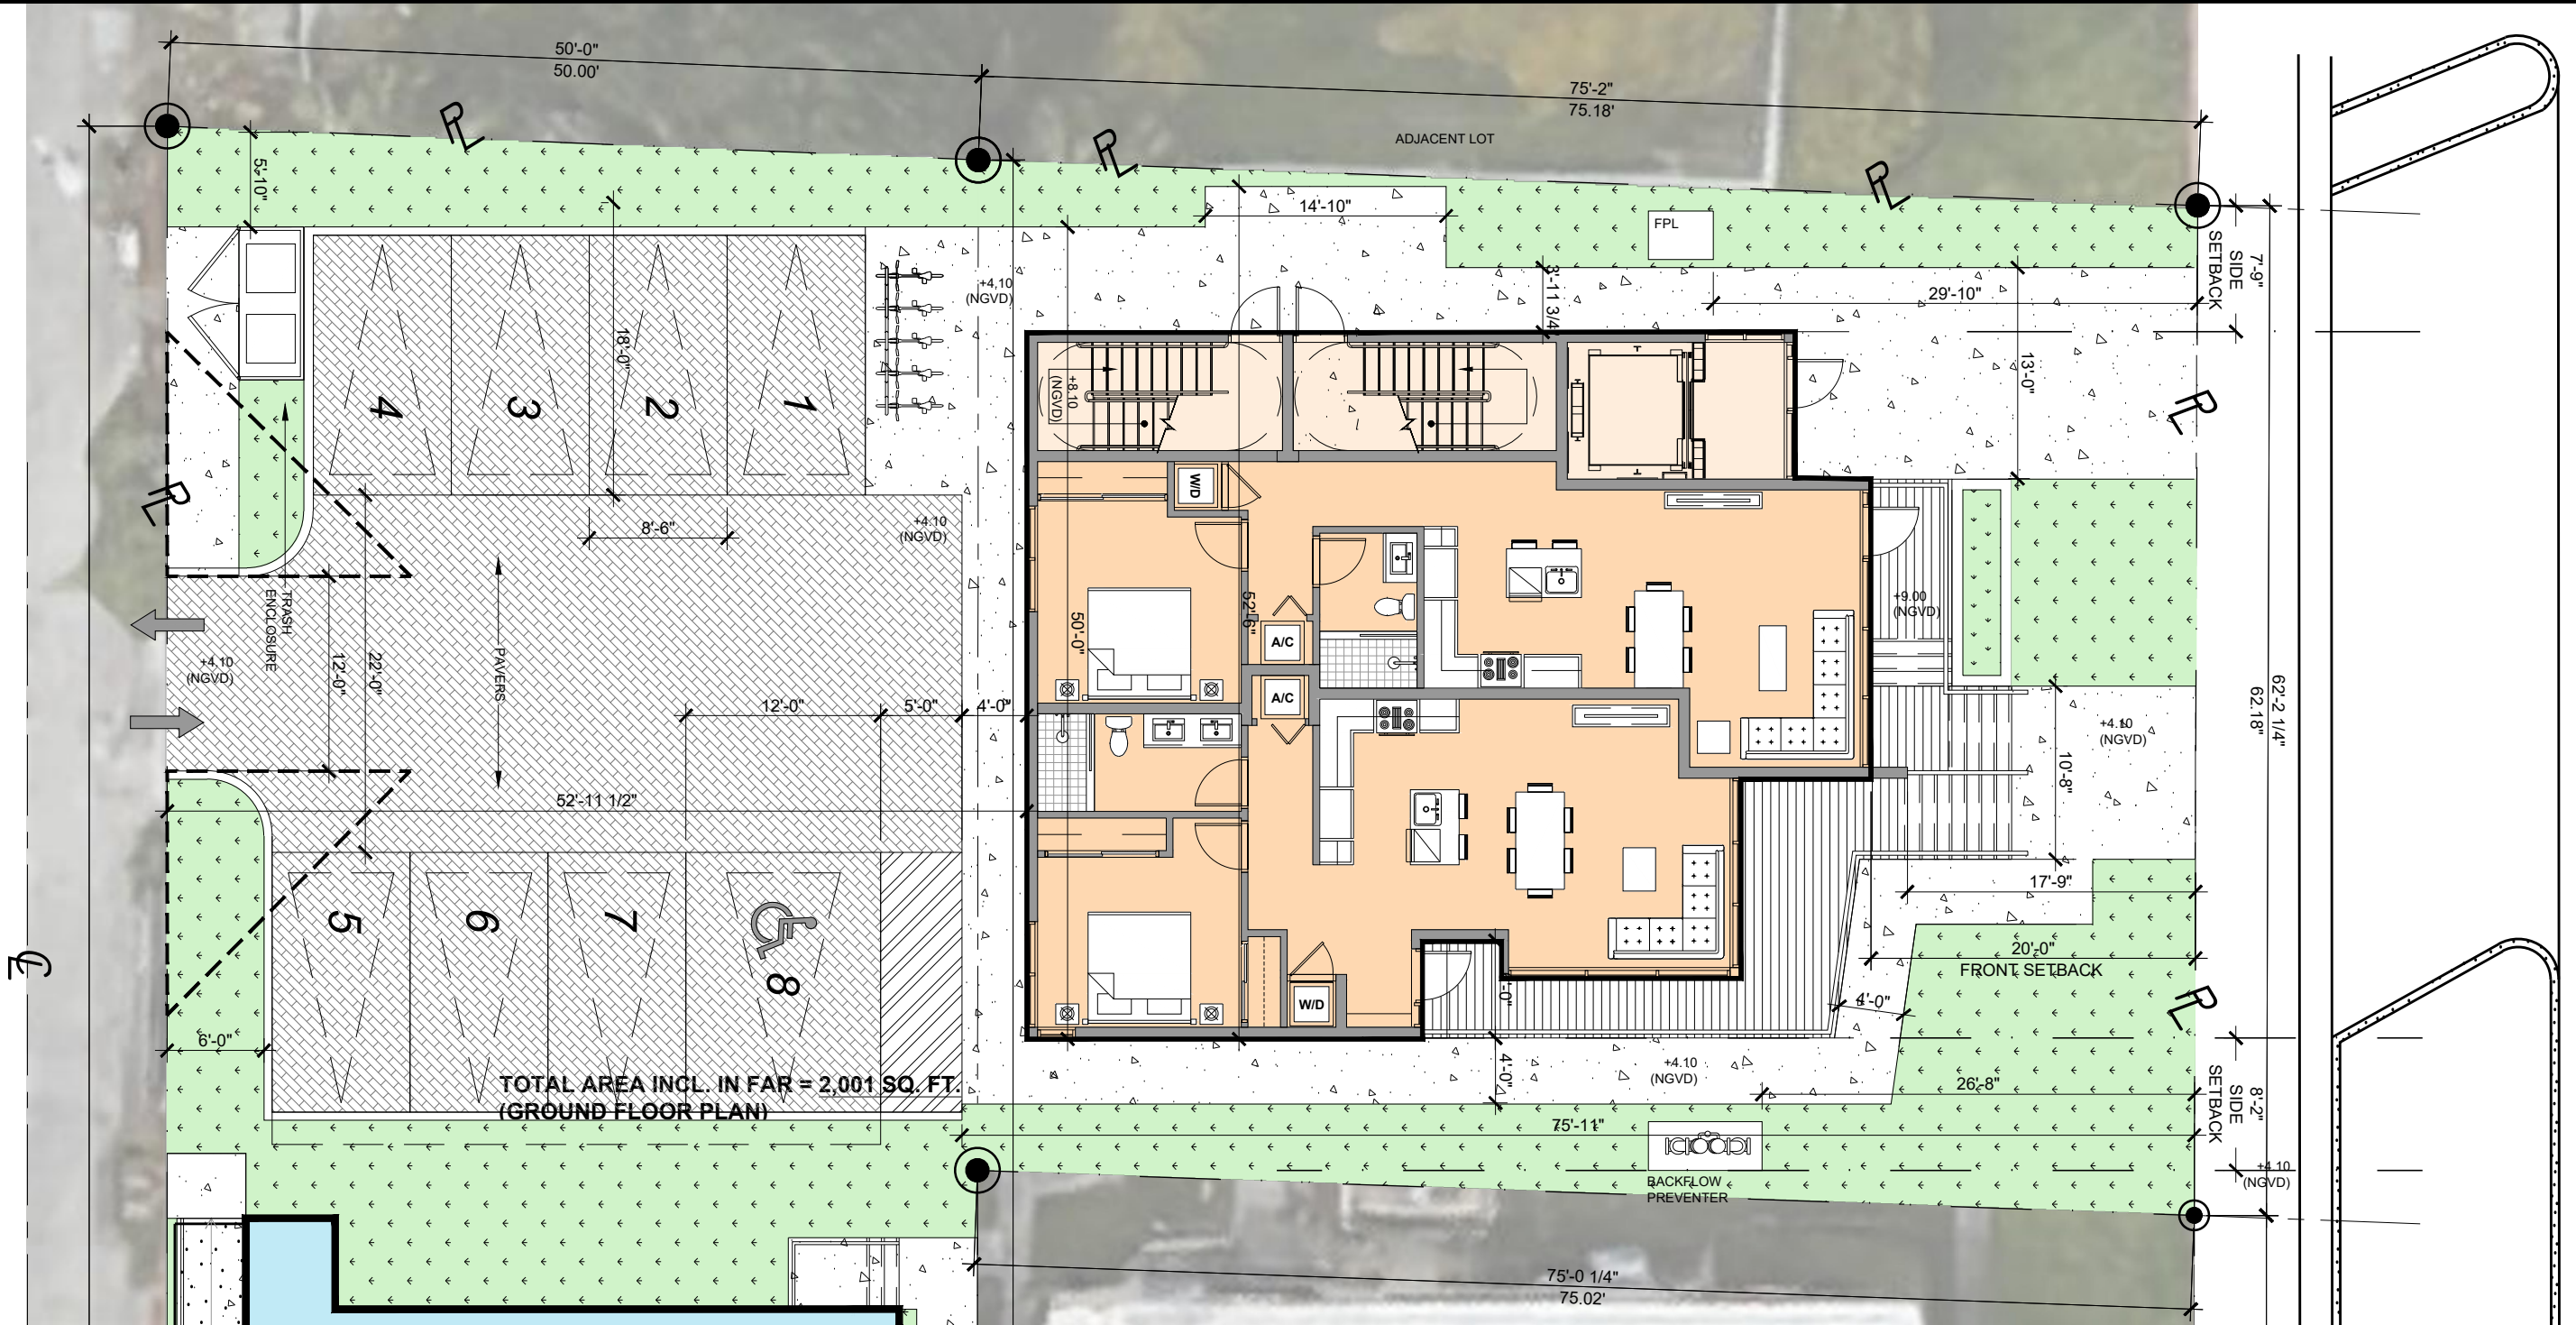 50'-0"
50.00'
75'-2"
75.18'
ADJACENT LOT
5'-10"
14'-10"
FPL
7'-9"
SIDE
SETBACK
+4,10
(NGVD)
3'-11 3/4"
29'-10"
18'-0"
13'-0"
4
3
2
1
+8.10
(NGVD)
W/D
8'-6"
+4.10
(NGVD)
TRASH
ENCLOSURE
PAVERS
52'-6"
50'-0"
A/C
A/C
+9.00
(NGVD)
+4.10
(NGVD)
12'-0"
22'-0"
12'-0"
5'-0"
4'-0"
+4.10
(NGVD)
62'-2 1/4"
62.18'
10'-8"
52'-11 1/2"
17'-9"
5
6
7
8
20'-0"
FRONT SETBACK
4'-0"
W/D
6'-0"
4'-0"
+4.10
(NGVD)
26'-8"
8'-2"
SIDE
SETBACK
TOTAL AREA INCL. IN FAR = 2,001 SQ. FT.
(GROUND FLOOR PLAN)
75'-11"
BACKFLOW
PREVENTER
+4.10
(NGVD)
75'-0 1/4"
75.02'